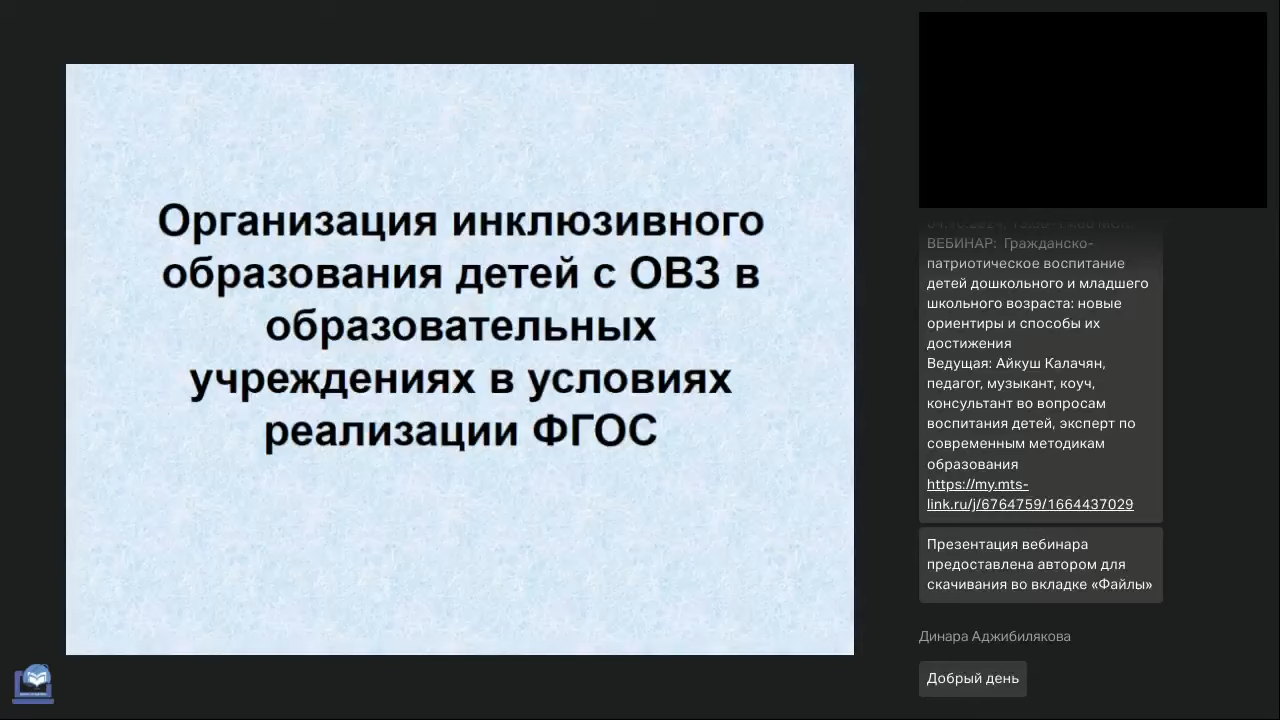 Организация инклюзивного
образования детей с ОВЗ в
образовательных
учреждениях в условиях
реализации ФГОС
ВЕБИНАР: Гражданско-
патриотическое воспитание
детей дошкольного и младшего
школьного возраста: новые
ориентиры и способы их
достижения
Ведущая: Айкуш Калачян,
педагог, музыкант, коуч,
консультант во вопросам
воспитания детей, эксперт по
современным методикам
образования
https://my.mts-
link.ru/j/6764759/1664437029
Презентация вебинара
предоставлена автором для
скачивания во вкладке «Файлы»
Динара Аджибилякова
Добрый день